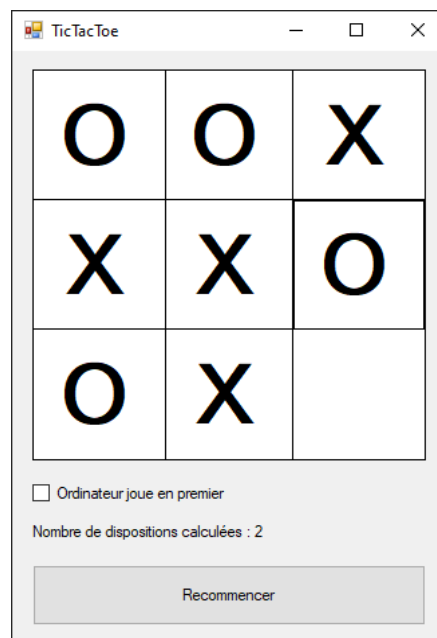 TicTacToe
O O X
X X O
O X
Ordinateur joue en premier
Nombre de dispositions calculées : 2
Recommencer